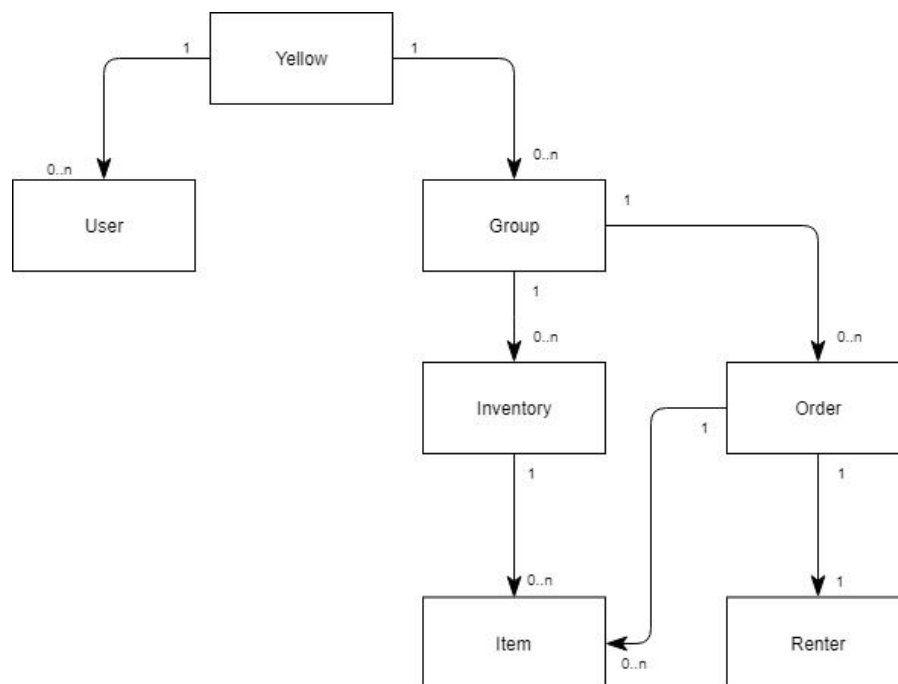 Yellow
1
1
0..n
0..n
User
Group
1
1
0..n
0..n
Inventory
Order
1
1
1
0..n
1
Item
Renter
0..n